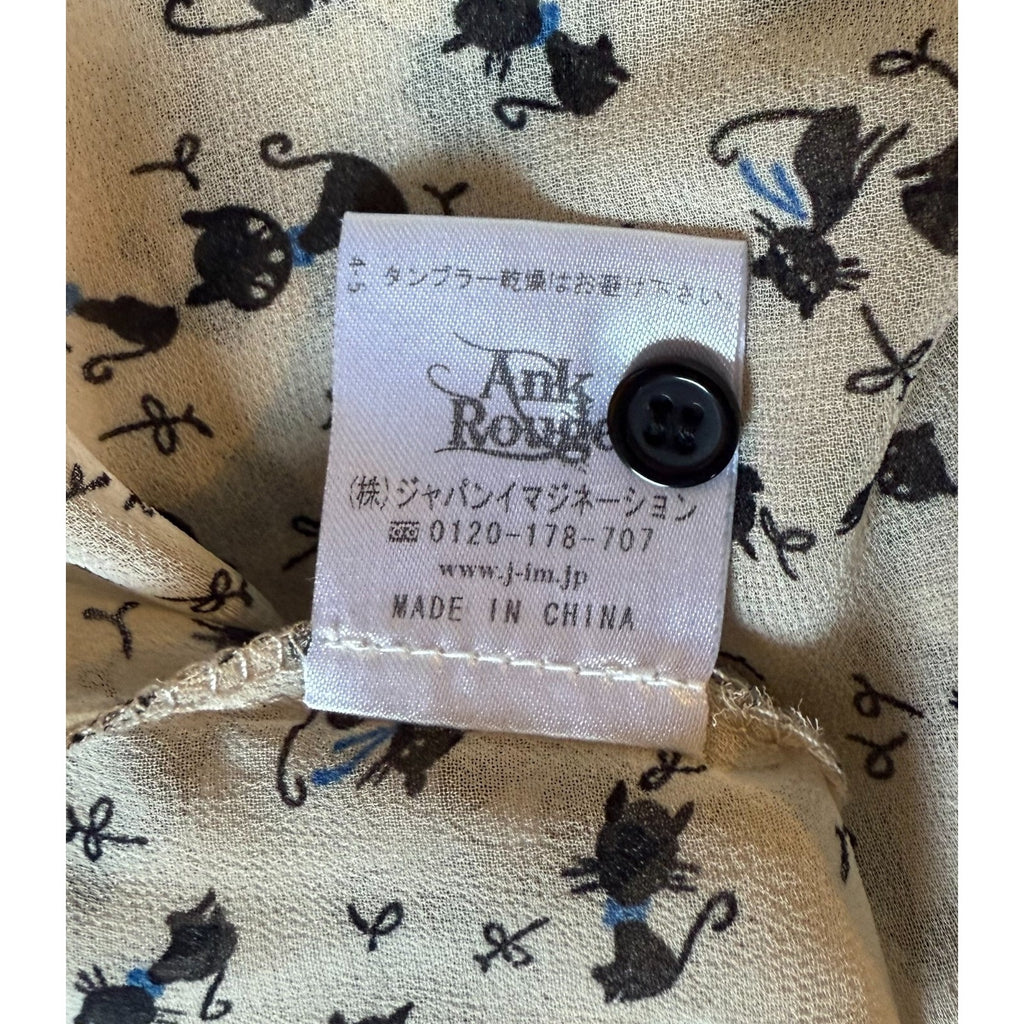 4-5 タンブラー乾燥はお避け下さい
Ank
Rouge
(株)ジャパンイマジネーション
0120-178-707
www.j-im.jp
MADE IN CHINA